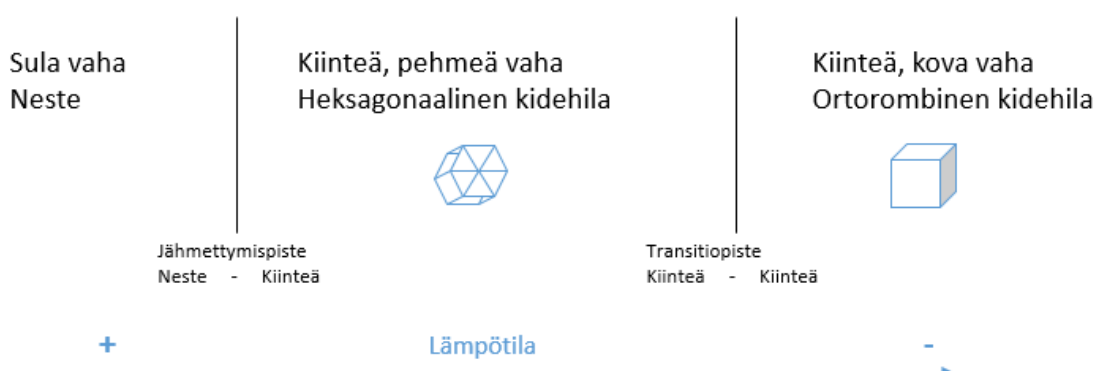 Sula vaha
Neste
Kiinteä, pehmeä vaha
Heksagonaalinen kidehila
Kiinteä, kova vaha
Ortorombinen kidehila
Jähmettymispiste
Neste - Kiinteä
Transitiopiste
Kiinteä - Kiinteä
+ Lämpötila -